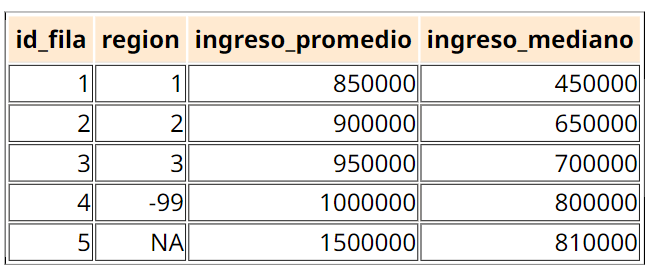 id_fila region ingreso_promedio ingreso_mediano
1 1 850000 450000
2 2 900000 650000
3 3 950000 700000
4 -99 1000000 800000
5 NA 1500000 810000